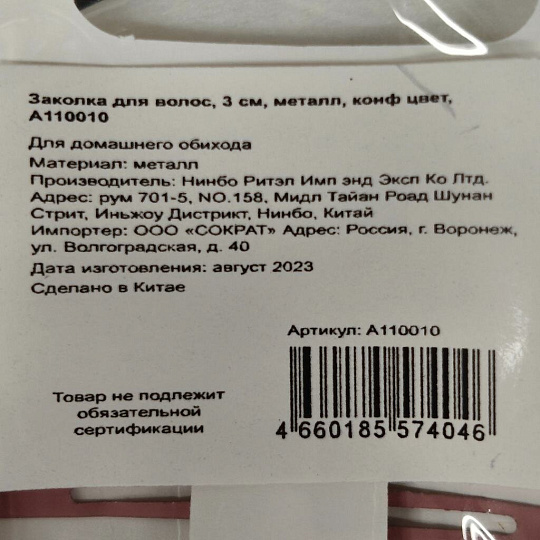 Заколка для волос, 3 см, металл, конф цвет,
А110010
Для домашнего обихода
Материал: металл
Производитель: Нинбо Ритэл Имп энд Эксп Ко Лтд.
Адрес: рум 701-5, NO.158, Мидл Тайан Роад Шунан
Стрит, Иньжоу Дистрикт, Нинбо, Китай
Импортер: ООО «СОКРАТ» Адрес: Россия, г. Воронеж,
ул. Волгоградская, д. 40
Дата изготовления: август 2023
Сделано в Китае
Артикул: А110010
Товар не подлежит
обязательной
сертификации
4 660185 574046